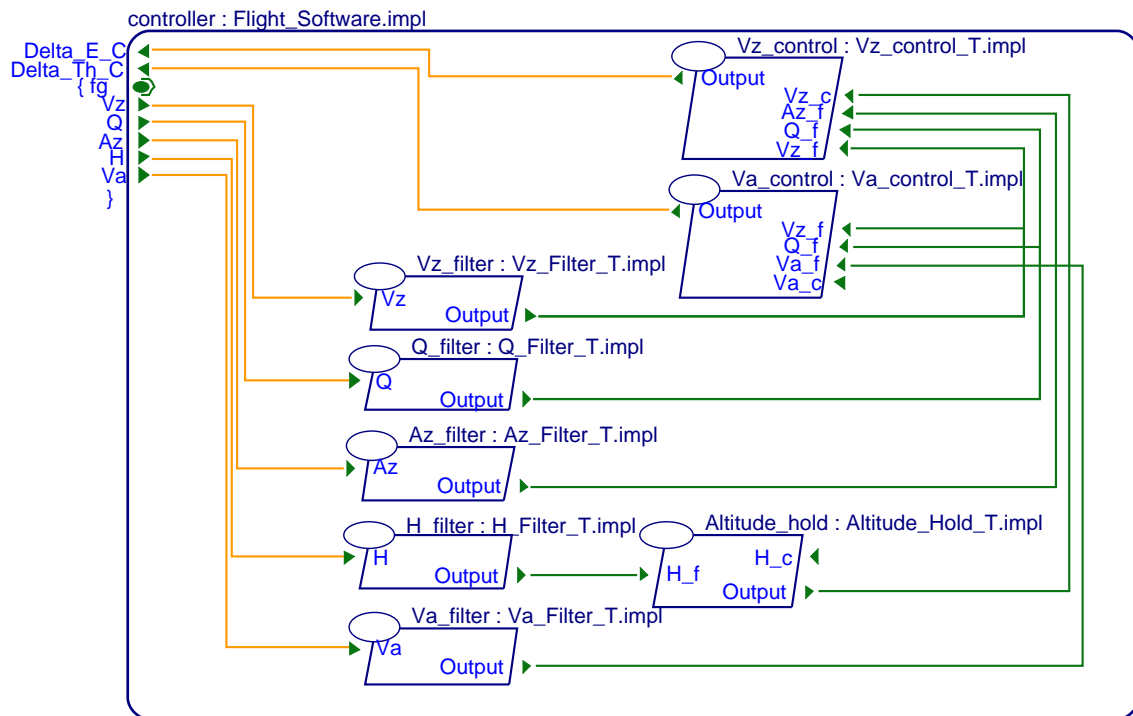 controller : Flight_Software.impl
Delta_E_C
Delta_Th_C
{ fg
Vz
Q
Az
H
Va
}
Vz_control : Vz_control_T.impl
Output
Vz_c
Az_f
Q_f
Vz_f
Va_control : Va_control_T.impl
Output
Vz_f
Q_f
Va_f
Va_c
Vz_filter : Vz_Filter_T.impl
Vz
Output
Q_filter : Q_Filter_T.impl
Q
Output
Az_filter : Az_Filter_T.impl
Az
Output
H_filter : H_Filter_T.impl
H
Output
Altitude_hold : Altitude_Hold_T.impl
H_c
H_f
Output
Va_filter : Va_Filter_T.impl
Va
Output